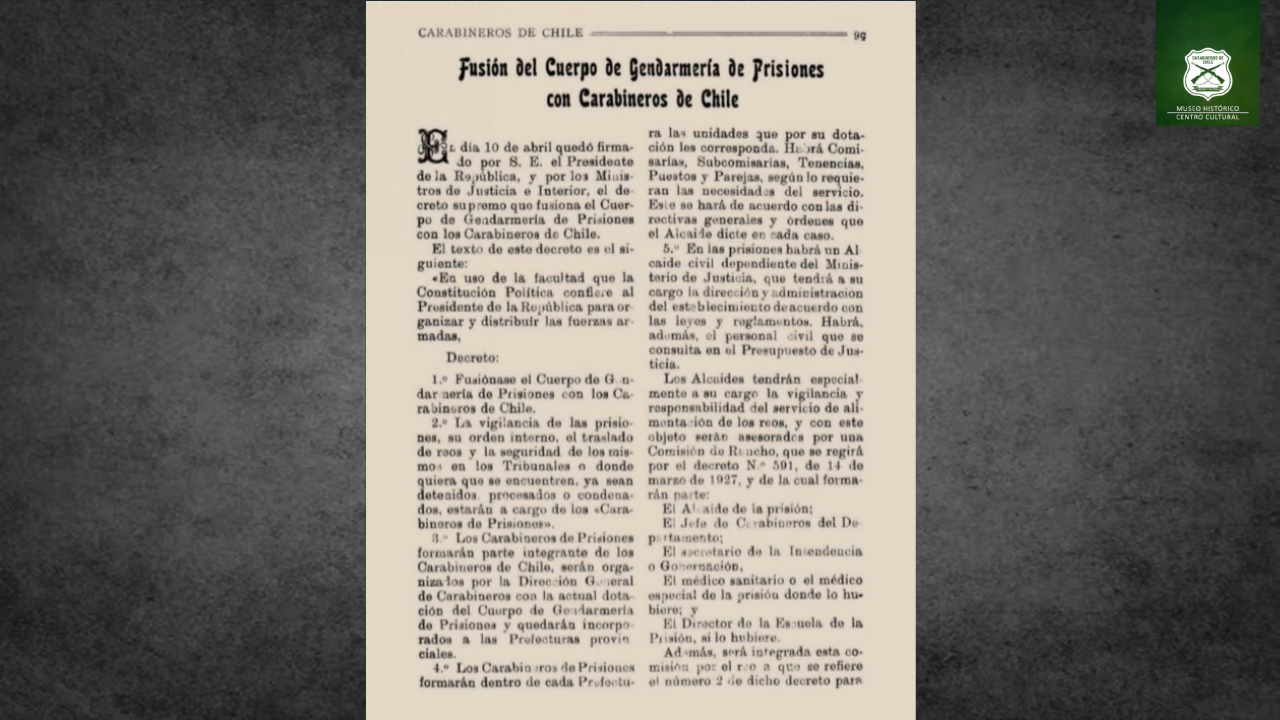 CARABINEROS DE CHILE 99
Fusión del Cuerpo de Gendarmería de Prisiones
con Carabineros de Chile
EL día 10 de abril quedó firma-
do por S. E. el Presidente
de la República, y por los Minis-
tros de Justicia e Interior, el de-
creto supremo que fusiona el Cuer-
po de Gendarmería de Prisiones
con los Carabineros de Chile.
El texto de este decreto es el si-
guiente:
«En uso de la facultad que la
Constitución Política confiere al
Presidente de la República para or-
ganizar y distribuir las fuerzas ar-
madas,
Decreto:
1.º Fusiónase el Cuerpo de Gen-
darmería de Prisiones con los Ca-
rabineros de Chile.
2.º La vigilancia de las prisio-
nes, su orden interno, el traslado
de reos y la seguridad de los mis-
mos en los Tribunales o donde
quiera que se encuentren, ya sean
detenidos, procesados o condena-
dos, estarán a cargo de los «Cara-
bineros de Prisiones».
3.º Los Carabineros de Prisiones
formarán parte integrante de los
Carabineros de Chile, serán orga-
nizados por la Dirección General
de Carabineros con la actual dota-
ción del Cuerpo de Gendarmería
de Prisiones y quedarán incorpo-
rados a las Prefecturas provin
ciales.
4.º Los Carabineros de Prisiones
formarán dentro de cada Prefectu-
ra las unidades que por su dota-
ción les corresponda. Habrá Comi-
sarías, Subcomisarías, Tenencias,
Puestos y Parejas, según lo requie-
ran las necesidades del servicio.
Este se hará de acuerdo con las di-
rectivas generales y órdenes que
el Alcaide dicte en cada caso.
5.º En las prisiones habrá un Al
caide civil dependiente del Minis-
terio de Justicia, que tendrá a su
cargo la dirección y administracion
del establecimiento de acuerdo con
las leyes y reglamentos. Habrá,
además, el personal civil que se
consulta en el Presupuesto de Jus-
ticia.
Los Alcaides tendrán especial-
mente a su cargo la vigilancia y
responsabilidad del servicio de ali-
mentación de los reos, y con este
objeto serán asesorados por una
Comisión de Rancho, que se regirá
por el decreto N.º 591, de 14 de
marzo de 1927, y de la cual forma-
rán parte:
El Alcaide de la prisión;
El Jefe de Carabineros del De
partamento;
El secretario de la Intendencia
o Gobernación,
El médico sanitario o el médico
especial de la prisión donde lo hu-
biere; y
El Director de la Escuela de la
Prisión, si lo hubiere.
Además, será integrada esta co-
misión por el reo a que se refiere
el número 2 de dicho decreto para
CARABINEROS DE
CHILE
MUSEO HISTÓRICO
CENTRO CULTURAL